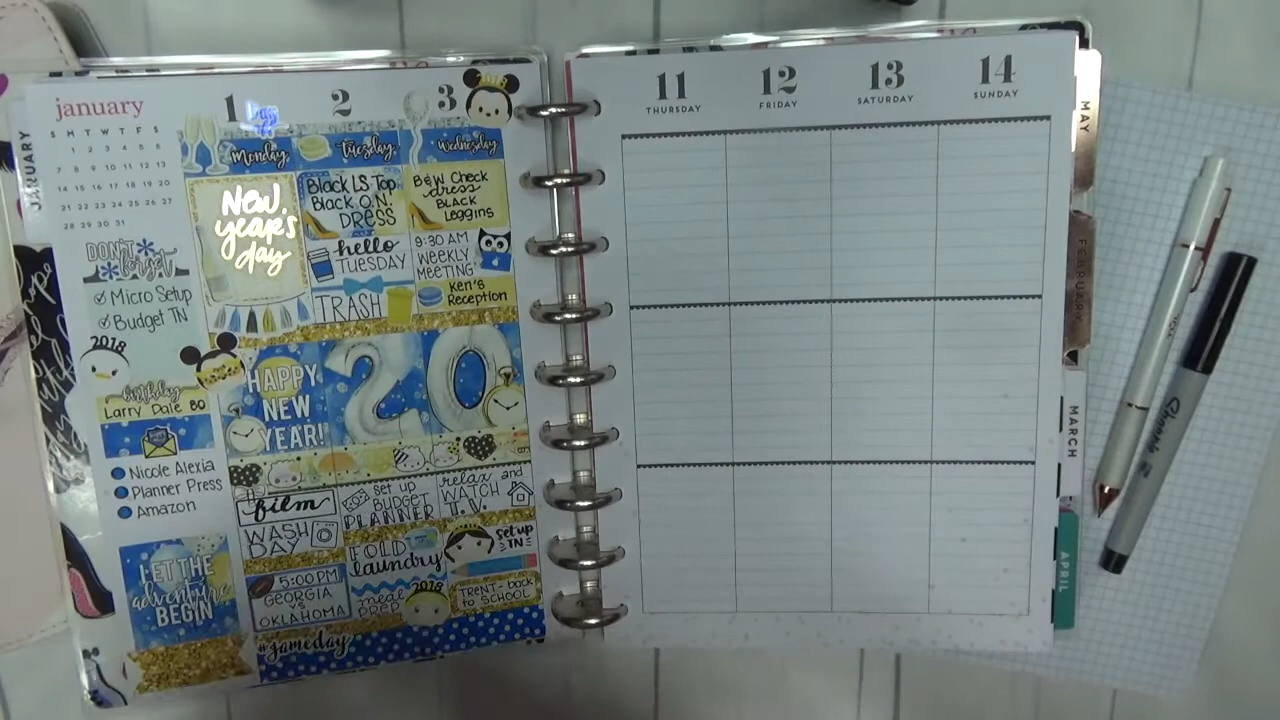 january
S M T W T F S
1 2 3 4 5 6
7 8 9 10 11 12 13
14 15 16 17 18 19 20
21 22 23 24 25 26 27
28 29 30 31
JANUARY
DON'T
forget
Micro Setup
Budget TN
2018
birthday
Larry Dale 80
Nicole Alexia
Planner Press
Amazon
LET THE
adventure
BEGIN
1
Day
monday
NEW
year's
day
HAPPY
NEW
YEAR!
film
WASH
DAY
5:00 PM
GEORGIA
VS
OKLAHOMA
#gameday
2
tuesday
Black LS Top
Black O.N.
DRESS
hello
TUESDAY
TRASH
2
set up
BUDGET
PLANNER
FOLD
laundry
meal
PREP
2018
3
2018
wednesday
B&W Check
dress
BLACK
Leggins
9:30 AM
WEEKLY
MEETING
Ken's
Reception
0
relax and
WATCH
T.V.
set up
TN
TRENT-back
to SCHOOL
11
THURSDAY
12
FRIDAY
13
SATURDAY
14
SUNDAY
MAY
FEBRUARY
MARCH
APRIL
Sharpie